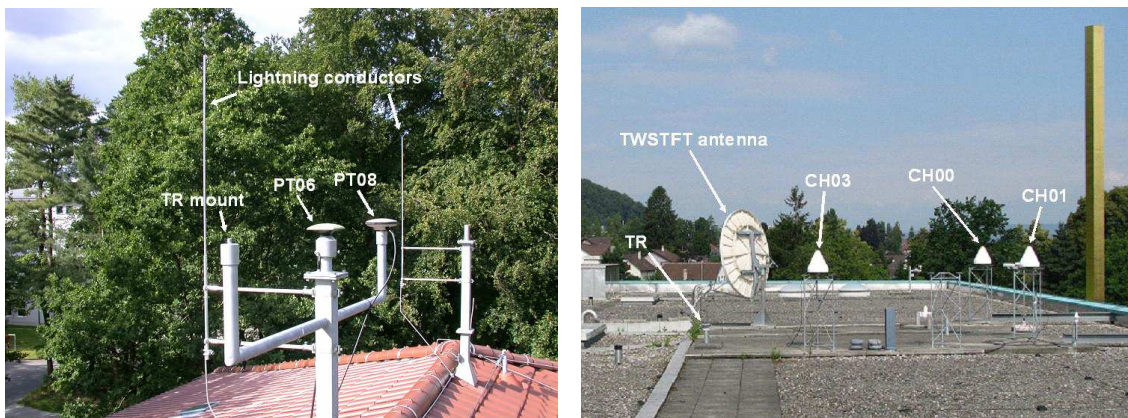 Lightning conductors
TR mount
PT06
PT08
TWSTFT antenna
CH03
CH00
CH01
TR